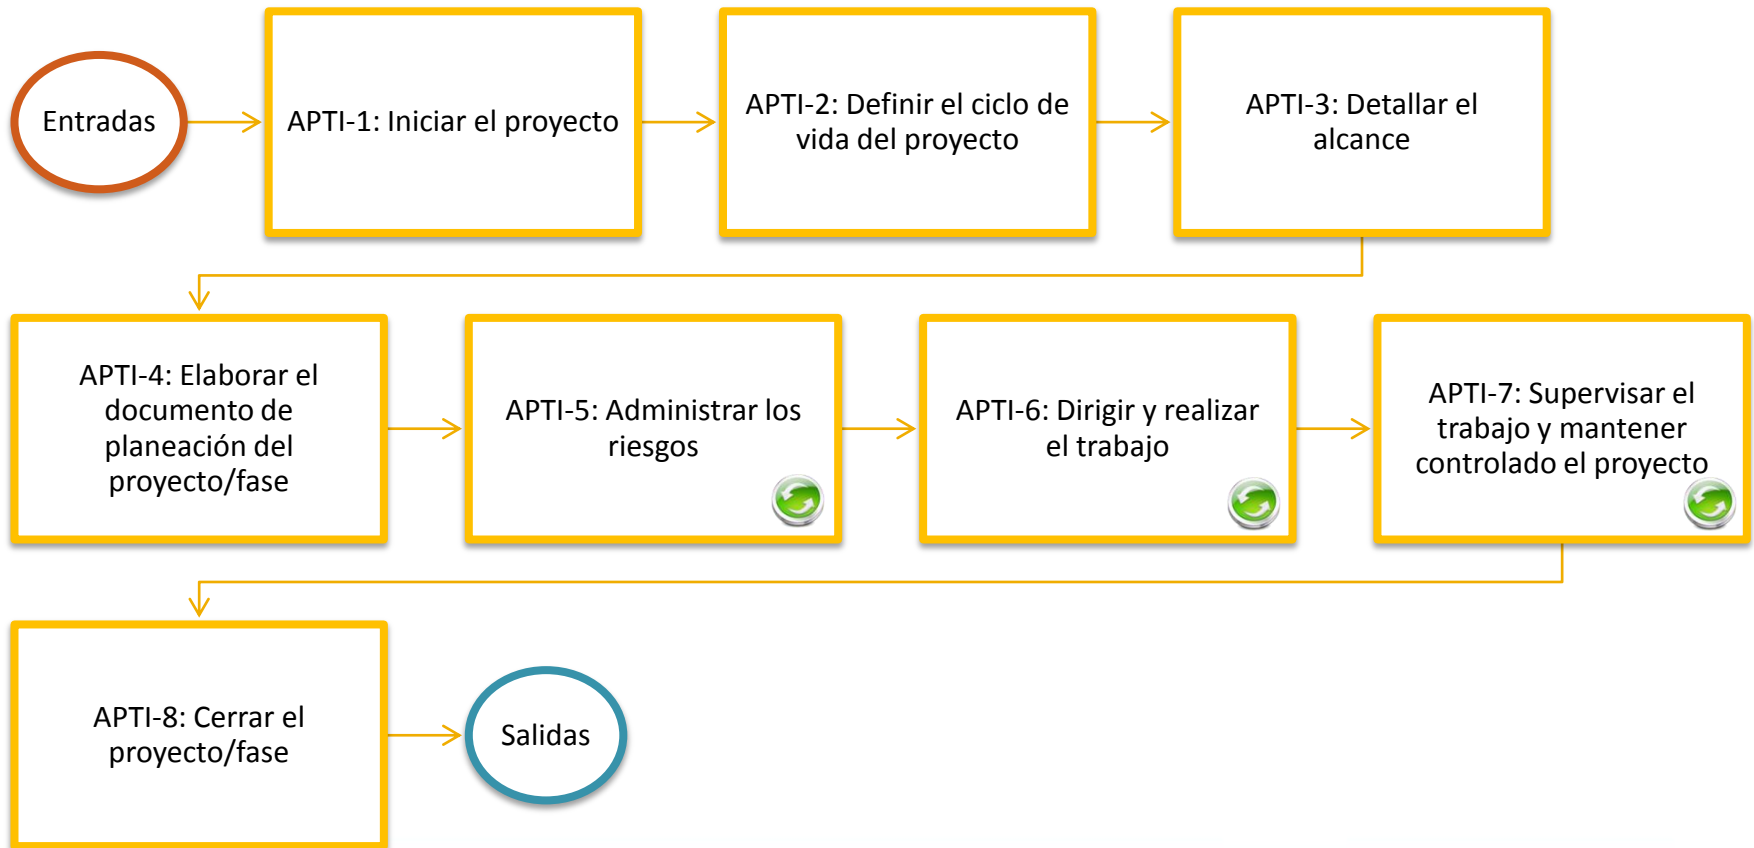 Entradas
APTI-1: Iniciar el proyecto
APTI-2: Definir el ciclo de
vida del proyecto
APTI-3: Detallar el
alcance
APTI-4: Elaborar el
documento de
planeación del
proyecto/fase
APTI-5: Administrar los
riesgos
APTI-6: Dirigir y realizar
el trabajo
APTI-7: Supervisar el
trabajo y mantener
controlado el proyecto
APTI-8: Cerrar el
proyecto/fase
Salidas